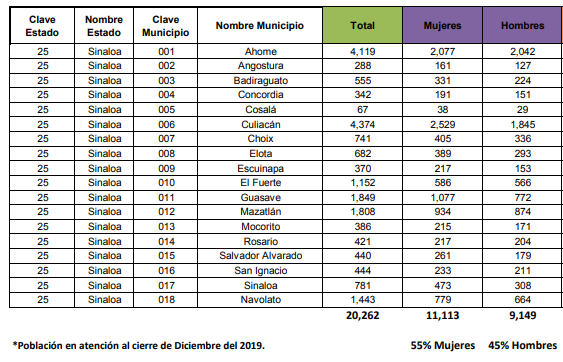 Clave Estado Nombre Estado Clave Municipio Nombre Municipio Total Mujeres Hombres
25 Sinaloa 001 Ahome 4,119 2,077 2,042
25 Sinaloa 002 Angostura 288 161 127
25 Sinaloa 003 Badiraguato 555 331 224
25 Sinaloa 004 Concordia 342 191 151
25 Sinaloa 005 Cosalá 67 38 29
25 Sinaloa 006 Culiacán 4,374 2,529 1,845
25 Sinaloa 007 Choix 741 405 336
25 Sinaloa 008 Elota 682 389 293
25 Sinaloa 009 Escuinapa 370 217 153
25 Sinaloa 010 El Fuerte 1,152 586 566
25 Sinaloa 011 Guasave 1,849 1,077 772
25 Sinaloa 012 Mazatlán 1,808 934 874
25 Sinaloa 013 Mocorito 386 215 171
25 Sinaloa 014 Rosario 421 217 204
25 Sinaloa 015 Salvador Alvarado 440 261 179
25 Sinaloa 016 San Ignacio 444 233 211
25 Sinaloa 017 Sinaloa 781 473 308
25 Sinaloa 018 Navolato 1,443 779 664
20,262 11,113 9,149
*Población en atención al cierre de Diciembre del 2019. 55% Mujeres 45% Hombres